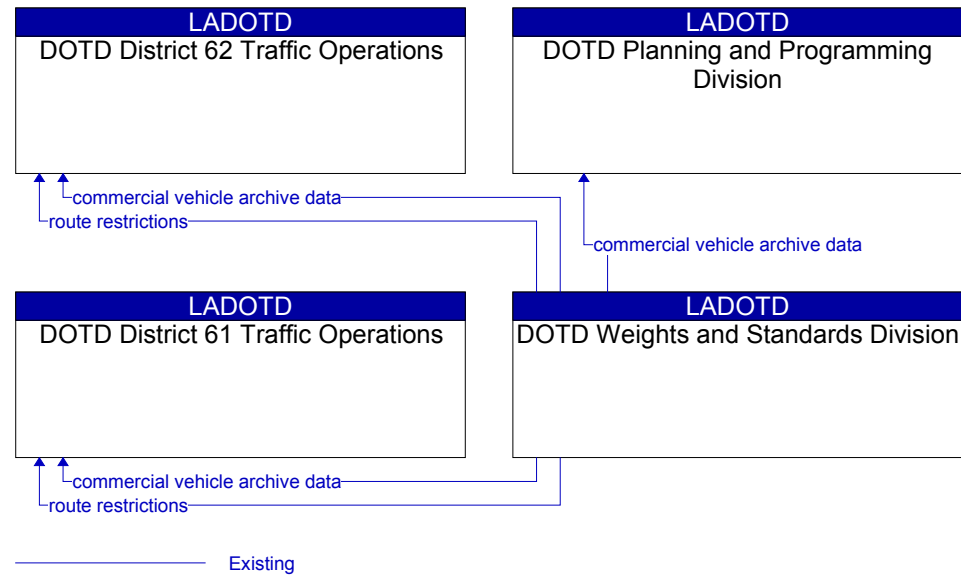 LADOTD
DOTD District 62 Traffic Operations
LADOTD
DOTD Planning and Programming
Division
commercial vehicle archive data
route restrictions
commercial vehicle archive data
LADOTD
DOTD District 61 Traffic Operations
LADOTD
DOTD Weights and Standards Division
commercial vehicle archive data
route restrictions
Existing